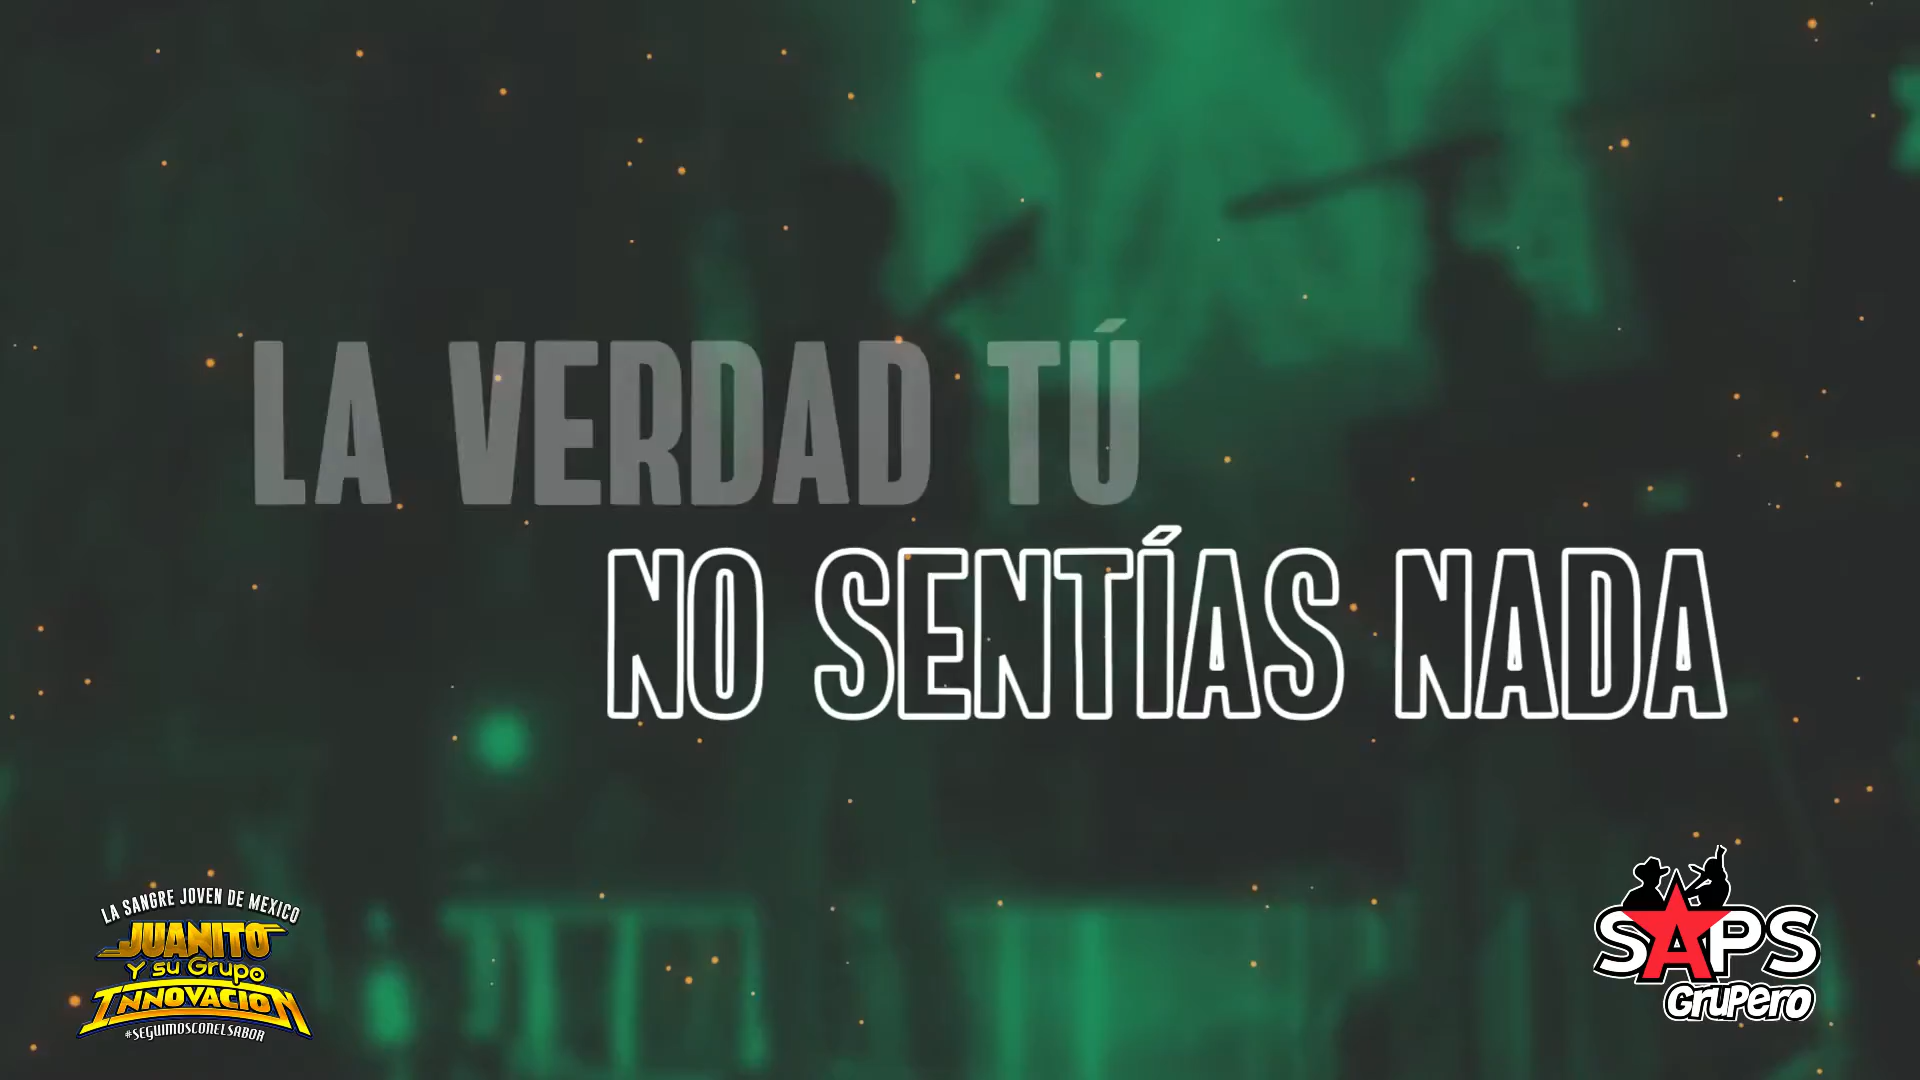 LA VERDAD TÚ
NO SENTÍAS NADA
LA SANGRE JOVEN DE MEXICO
JUANITO
Y su Grupo
INNOVACION
#SEGUIMOSCONELSABOR
SAPS
Grupero